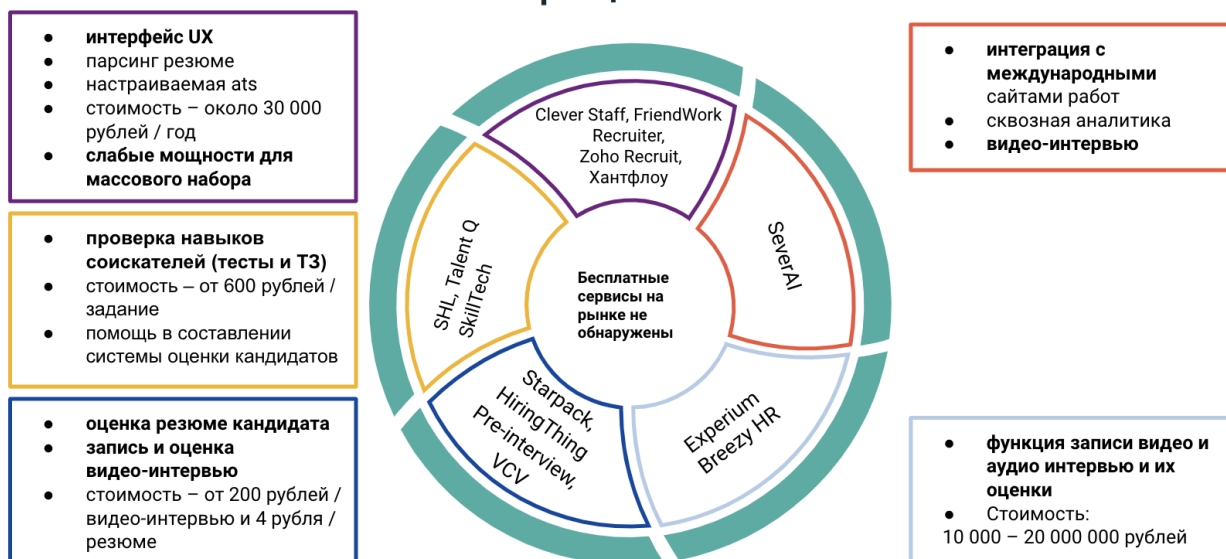 интерфейс UX
парсинг резюме
настраиваемая ats
стоимость – около 30 000
рублей / год
слабые мощности для
массового набора
проверка навыков
соискателей (тесты и ТЗ)
стоимость – от 600 рублей /
задание
помощь в составлении
системы оценки кандидатов
оценка резюме кандидата
запись и оценка
видео-интервью
стоимость – от 200 рублей /
видео-интервью и 4 рубля /
резюме
Clever Staff, FriendWork
Recruiter,
Zoho Recruit,
Хантфлоу
SHL, Talent Q
SkillTech
Бесплатные
сервисы на
рынке не
обнаружены
SeverAI
Starpack,
HiringThing
Pre-interview,
VCV
Experium
Breezy HR
интеграция с
международными
сайтами работ
сквозная аналитика
видео-интервью
функция записи видео и
аудио интервью и их
оценки
Стоимость:
10 000 – 20 000 000 рублей